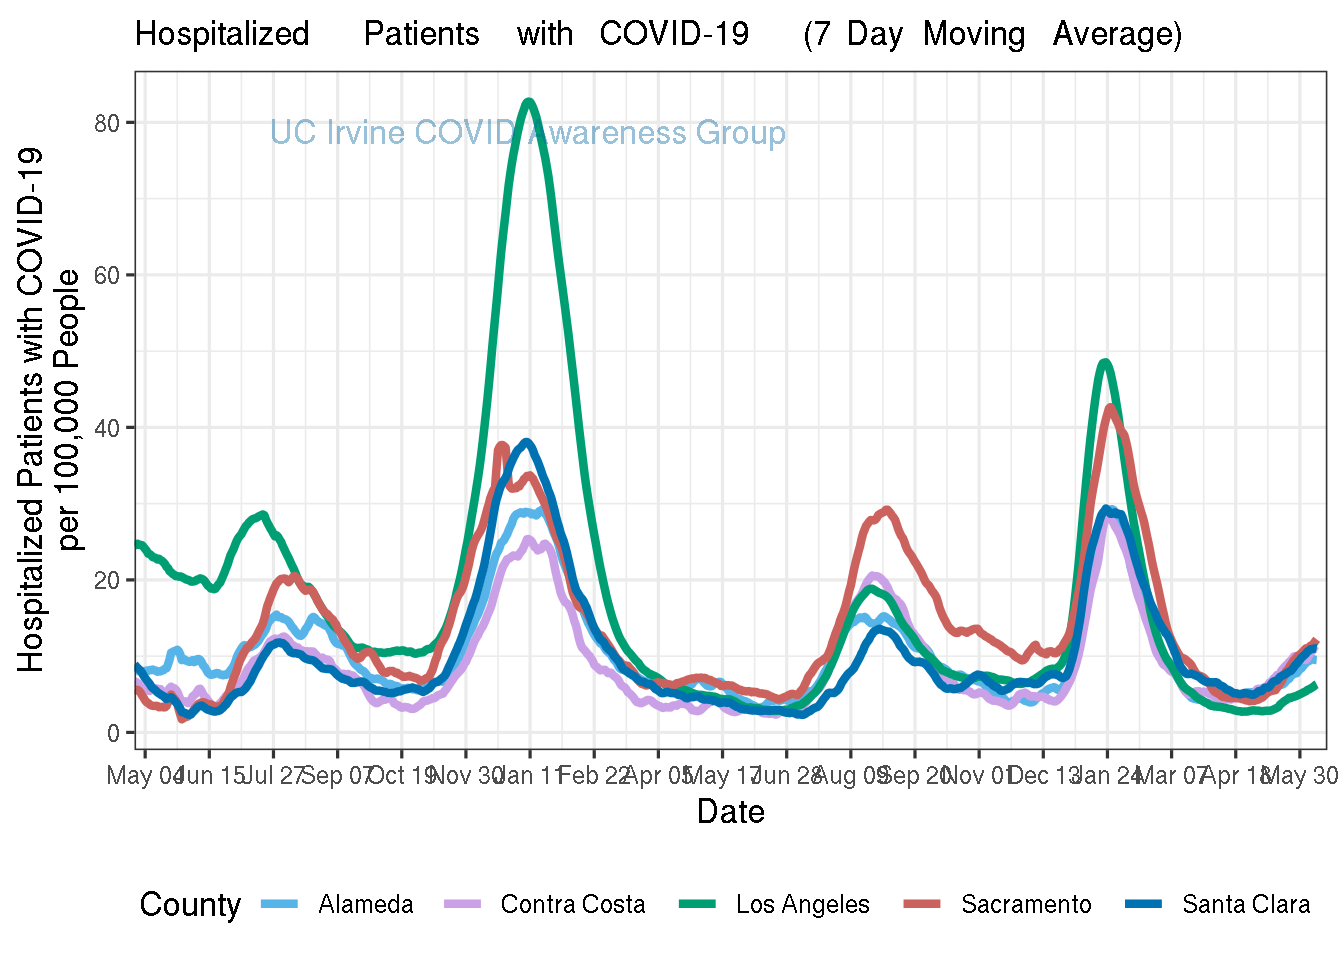 Hospitalized Patients with COVID-19 (7 Day Moving Average)
UC Irvine COVID Awareness Group
80
60
40
20
0
Hospitalized Patients with COVID-19
per 100,000 People
May 04 Jun 15 Jul 27 Sep 07 Oct 19 Nov 30 Jan 11 Feb 22 Apr 05 May 17 Jun 28 Aug 09 Sep 20 Nov 01 Dec 13 Jan 24 Mar 07 Apr 18 May 30
Date
County Alameda Contra Costa Los Angeles Sacramento Santa Clara